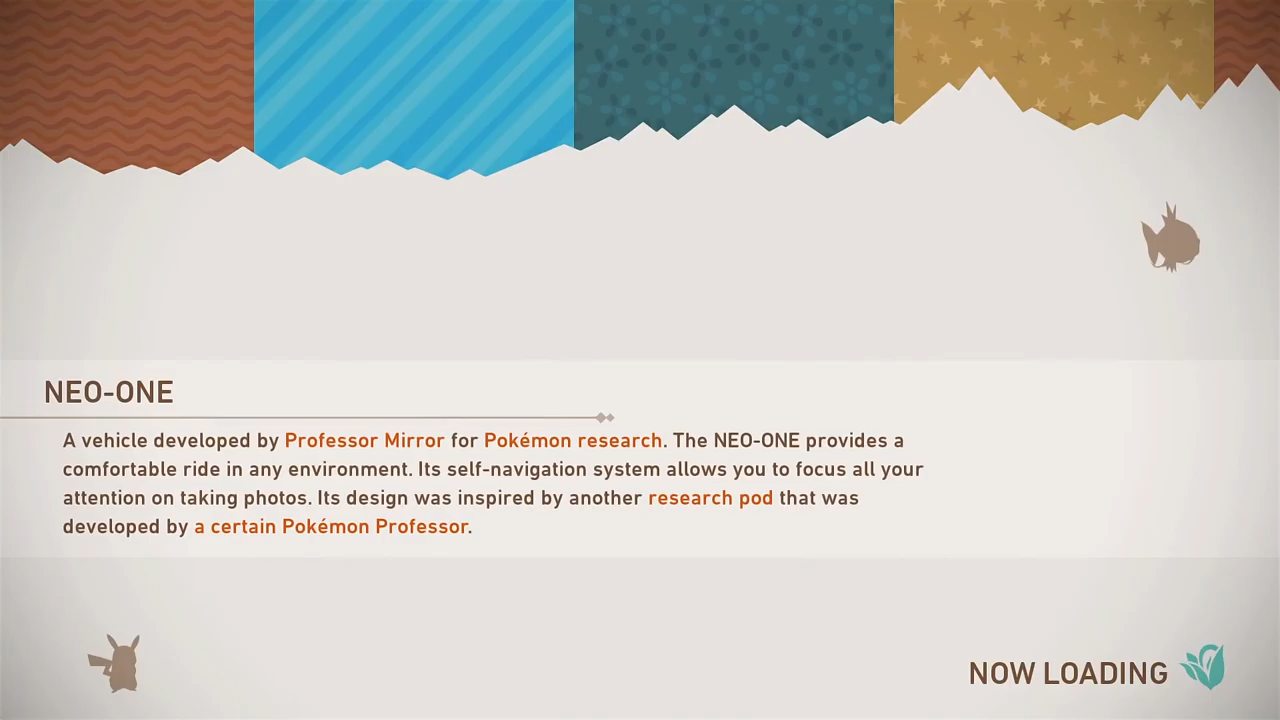 NEO-ONE
A vehicle developed by Professor Mirror for Pokémon research. The NEO-ONE provides a
comfortable ride in any environment. Its self-navigation system allows you to focus all your
attention on taking photos. Its design was inspired by another research pod that was
developed by a certain Pokémon Professor.
NOW LOADING